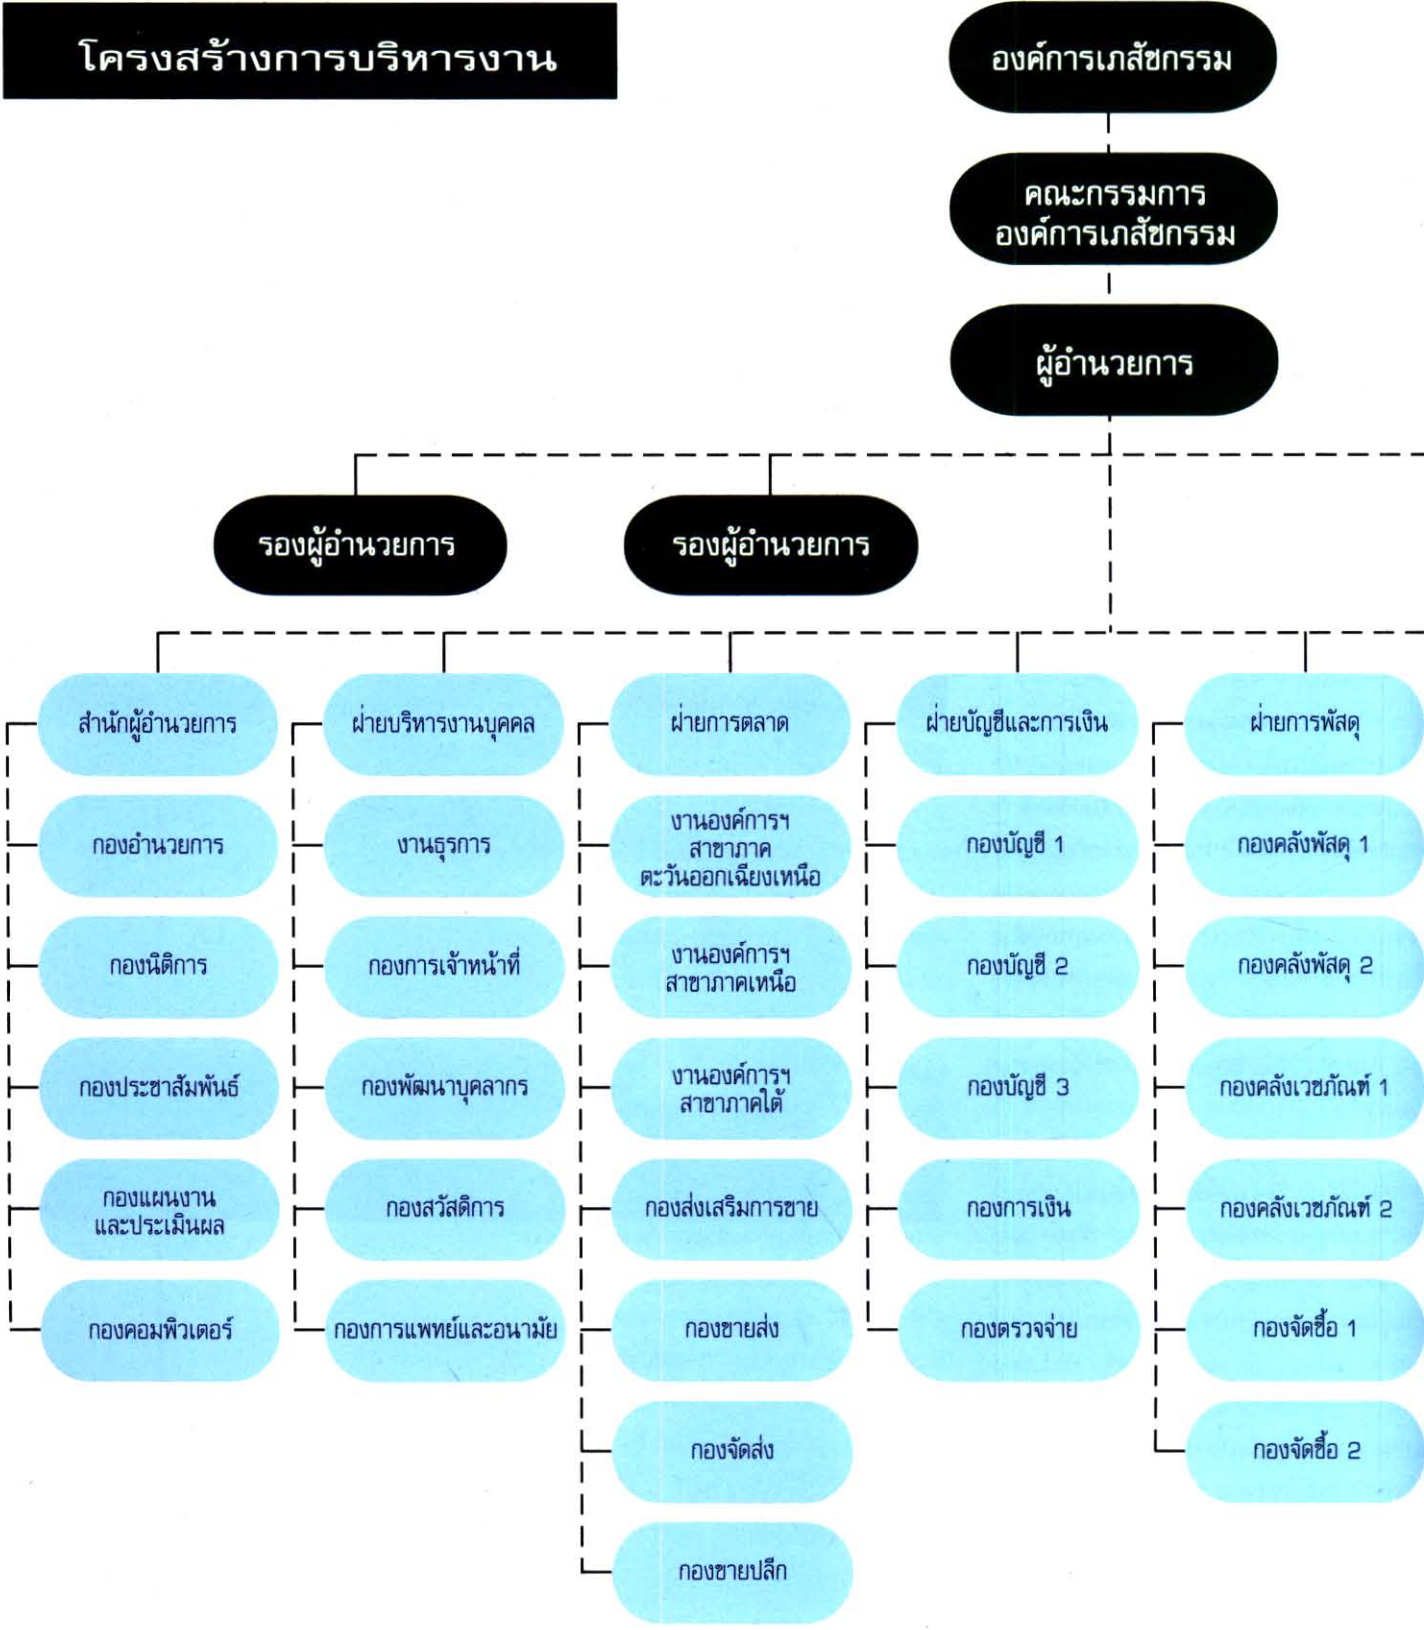 โครงสร้างการบริหารงาน
องค์การเภสัชกรรม
คณะกรรมการ
องค์การเภสัชกรรม
ผู้อำนวยการ
รองผู้อำนวยการ
รองผู้อำนวยการ
สำนักผู้อำนวยการ
กองอำนวยการ
กองนิติการ
กองประชาสัมพันธ์
กองแผนงาน
และประเมินผล
กองคอมพิวเตอร์
ฝ่ายบริหารงานบุคคล
งานธุรการ
กองการเจ้าหน้าที่
กองพัฒนาบุคลากร
กองสวัสดิการ
กองการแพทย์และอนามัย
ฝ่ายการตลาด
งานองค์การฯ
สาขาภาค
ตะวันออกเฉียงเหนือ
งานองค์การฯ
สาขาภาคเหนือ
งานองค์การฯ
สาขาภาคใต้
กองส่งเสริมการขาย
กองขายส่ง
กองจัดส่ง
กองขายปลีก
ฝ่ายบัญชีและการเงิน
กองบัญชี 1
กองบัญชี 2
กองบัญชี 3
กองการเงิน
กองตรวจจ่าย
ฝ่ายการพัสดุ
กองคลังพัสดุ 1
กองคลังพัสดุ 2
กองคลังเวชภัณฑ์ 1
กองคลังเวชภัณฑ์ 2
กองจัดซื้อ 1
กองจัดซื้อ 2